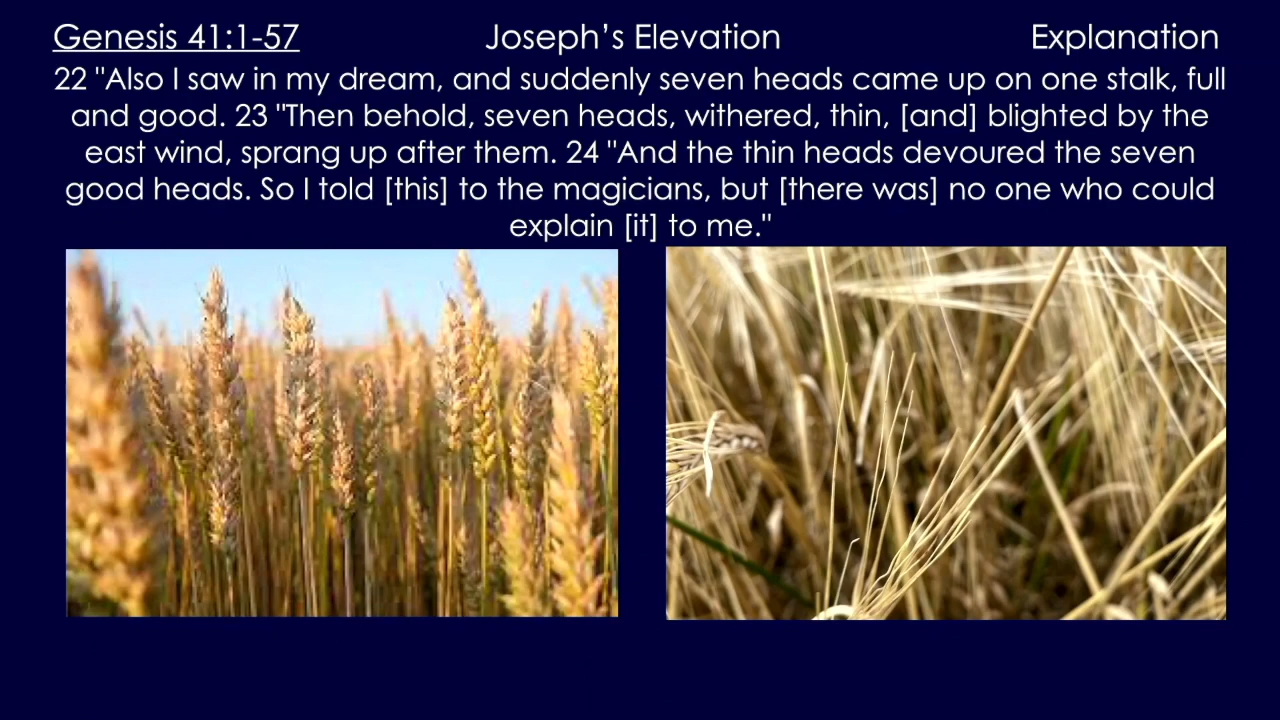 Genesis 41:1-57 Joseph’s Elevation Explanation
22 "Also I saw in my dream, and suddenly seven heads came up on one stalk, full
and good. 23 "Then behold, seven heads, withered, thin, [and] blighted by the
east wind, sprang up after them. 24 "And the thin heads devoured the seven
good heads. So I told [this] to the magicians, but [there was] no one who could
explain [it] to me."